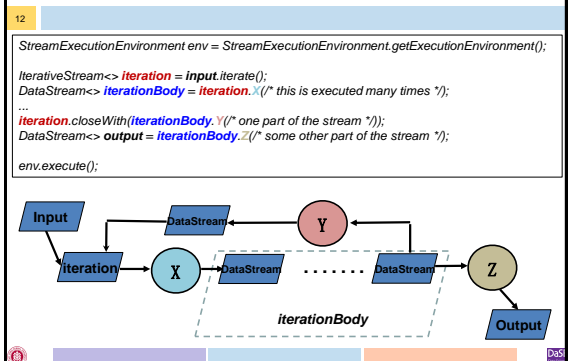 12
StreamExecutionEnvironment env = StreamExecutionEnvironment.getExecutionEnvironment();
IterativeStream<> iteration = input.iterate();
DataStream<> iterationBody = iteration.X(/* this is executed many times */);
...
iteration.closeWith(iterationBody.Y(/* one part of the stream */));
DataStream<> output = iterationBody.Z(/* some other part of the stream */);
env.execute();
Input
DataStream
Y
iteration
X
DataStream
.......
DataStream
Z
iterationBody
Output
DaSE